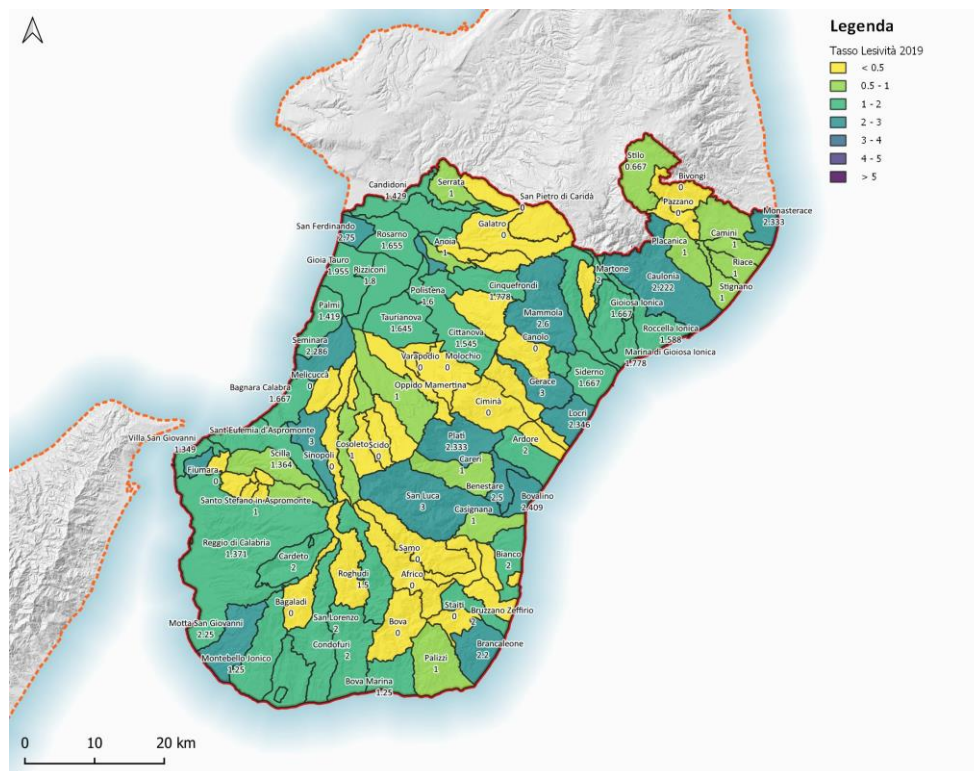 Legenda
Tasso Lesività 2019
< 0.5
0.5 - 1
1 - 2
2 - 3
3 - 4
4 - 5
> 5
Stilo
0.667
Bivongi
0
Pazzano
0
Monasterace
2.333
Candidoni
1.429
Serrata
1
San Pietro di Caridà
0
San Ferdinando
2.75
Rosarno
1.655
Galatro
0
Anoia
1
Placanica
1
Camini
1
Riace
1
Stignano
1
Gioia Tauro
1.955
Rizziconi
1.8
Polistena
1.6
Cinquefrondi
1.778
Martone
2
Caulonia
2.222
Gioiosa Ionica
1.667
Palmi
1.419
Taurianova
1.645
Mammola
2.6
Roccella Ionica
1.588
Seminara
2.286
Cittanova
1.545
Canolo
0
Marina di Gioiosa Ionica
1.778
Varapodio
0
Molochio
0
Melicuccà
0
Gerace
3
Siderno
1.667
Bagnara Calabra
1.667
Oppido Mamertina
1
Ciminà
0
Locri
2.346
Villa San Giovanni
1.349
Sant'Eufemia d'Aspromonte
3
Cosoleto
1
Scido
0
Platì
2.333
Ardore
2
Fiumara
0
Scilla
1.364
Sinopoli
0
Careri
1
Benestare
2.5
Bovalino
2.409
Santo Stefano in Aspromonte
1
San Luca
3
Casignana
1
Reggio di Calabria
1.371
Cardeto
2
Samo
0
Bianco
2
Roghudi
1.5
Africo
0
Bagaladi
0
Staiti
0
Bruzzano Zeffirio
2
Motta San Giovanni
2.25
San Lorenzo
2
Bova
0
Brancaleone
2.2
Montebello Jonico
1.25
Condofuri
2
Palizzi
1
Bova Marina
1.25
0 10 20 km